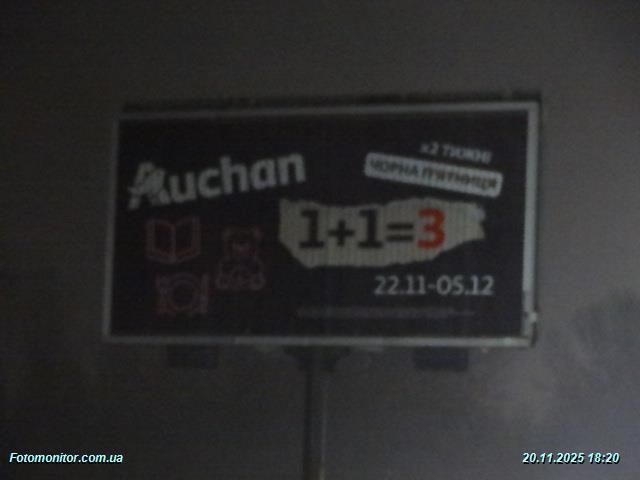 Auchan
x2 ТИЖНІ
ЧОРНА П'ЯТНИЦЯ
1+1=3
22.11-05.12
Fotomonitor.com.ua
20.11.2025 18:20